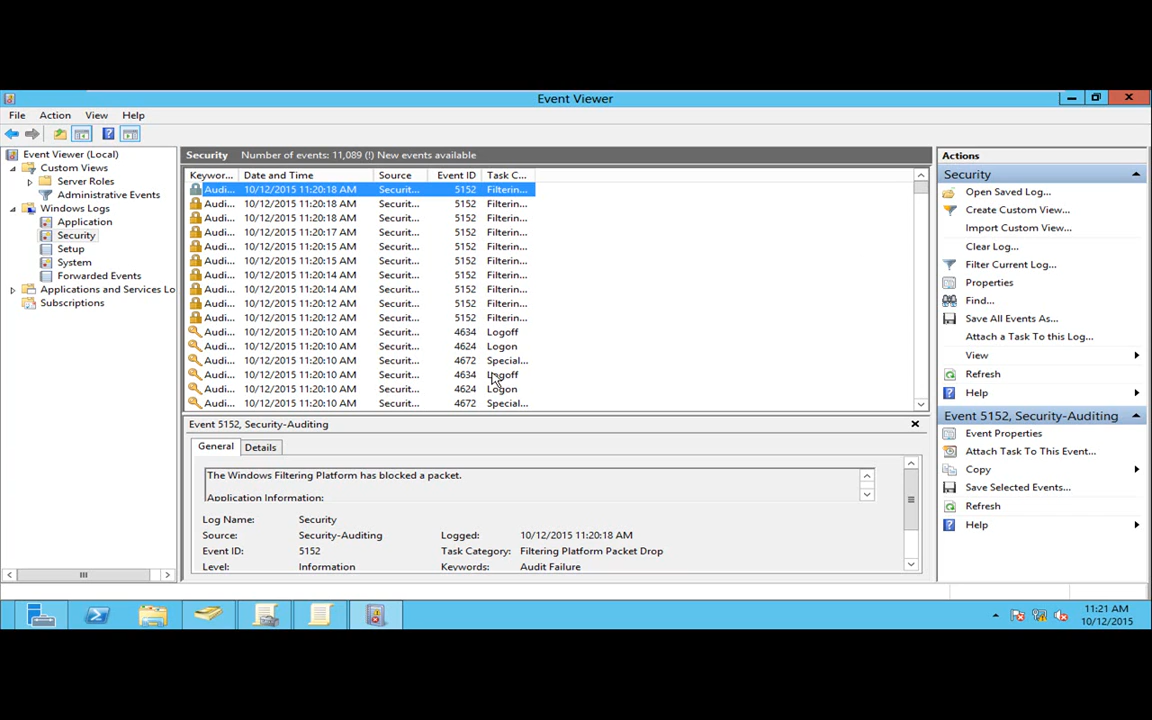 Event Viewer
File Action View Help
Event Viewer (Local)
Custom Views
Server Roles
Administrative Events
Windows Logs
Application
Security
Setup
System
Forwarded Events
Applications and Services Lo
Subscriptions
Security Number of events: 11,089 (!) New events available
Keywor... Date and Time Source Event ID Task C...
Audi... 10/12/2015 11:20:18 AM Securit... 5152 Filterin...
Audi... 10/12/2015 11:20:18 AM Securit... 5152 Filterin...
Audi... 10/12/2015 11:20:18 AM Securit... 5152 Filterin...
Audi... 10/12/2015 11:20:17 AM Securit... 5152 Filterin...
Audi... 10/12/2015 11:20:15 AM Securit... 5152 Filterin...
Audi... 10/12/2015 11:20:15 AM Securit... 5152 Filterin...
Audi... 10/12/2015 11:20:14 AM Securit... 5152 Filterin...
Audi... 10/12/2015 11:20:14 AM Securit... 5152 Filterin...
Audi... 10/12/2015 11:20:12 AM Securit... 5152 Filterin...
Audi... 10/12/2015 11:20:12 AM Securit... 5152 Filterin...
Audi... 10/12/2015 11:20:10 AM Securit... 4634 Logoff
Audi... 10/12/2015 11:20:10 AM Securit... 4624 Logon
Audi... 10/12/2015 11:20:10 AM Securit... 4672 Special...
Audi... 10/12/2015 11:20:10 AM Securit... 4634 Logoff
Audi... 10/12/2015 11:20:10 AM Securit... 4624 Logon
Audi... 10/12/2015 11:20:10 AM Securit... 4672 Special...
Event 5152, Security-Auditing
General Details
The Windows Filtering Platform has blocked a packet.
Application Information:
Log Name: Security
Source: Security-Auditing Logged: 10/12/2015 11:20:18 AM
Event ID: 5152 Task Category: Filtering Platform Packet Drop
Level: Information Keywords: Audit Failure
Actions
Security
Open Saved Log...
Create Custom View...
Import Custom View...
Clear Log...
Filter Current Log...
Properties
Find...
Save All Events As...
Attach a Task To this Log...
View
Refresh
Help
Event 5152, Security-Auditing
Event Properties
Attach Task To This Event...
Copy
Save Selected Events...
Refresh
Help
11:21 AM
10/12/2015